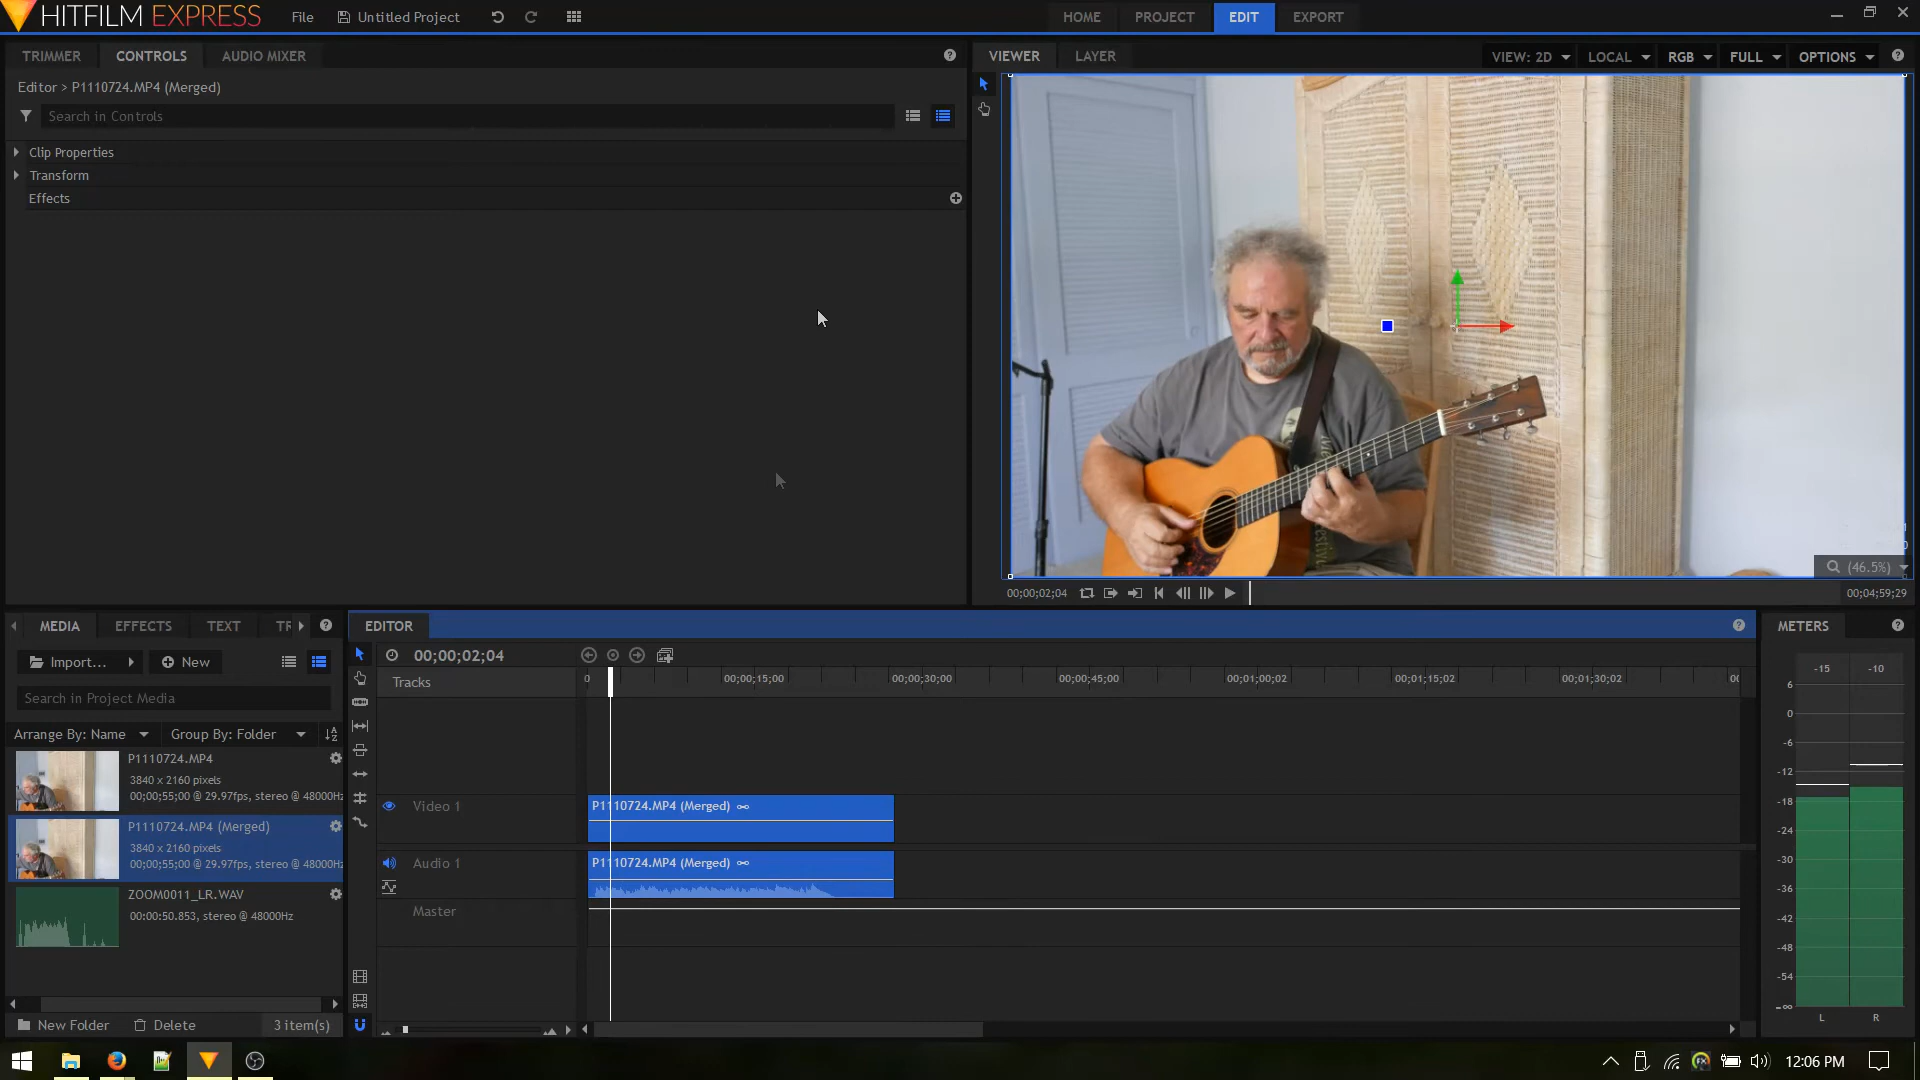 HITFILM EXPRESS
File
Untitled Project
HOME
PROJECT
EDIT
EXPORT
TRIMMER
CONTROLS
AUDIO MIXER
Editor > P1110724.MP4 (Merged)
Search in Controls
Clip Properties
Transform
Effects
VIEWER
LAYER
VIEW: 2D
LOCAL
RGB
FULL
OPTIONS
(46.5%)
00;00;02;04
00;04;59;29
MEDIA
EFFECTS
TEXT
TR
Import...
New
Search in Project Media
Arrange By: Name
Group By: Folder
P1110724.MP4
3840 x 2160 pixels
00;00;55;00 @ 29.97fps, stereo @ 48000Hz
P1110724.MP4 (Merged)
3840 x 2160 pixels
00;00;55;00 @ 29.97fps, stereo @ 48000Hz
ZOOM0011_LR.WAV
00:00:50.853, stereo @ 48000Hz
New Folder
Delete
3 item(s)
EDITOR
00;00;02;04
Tracks
0
00;00;15;00
00;00;30;00
00;00;45;00
00;01;00;02
00;01;15;02
00;01;30;02
00
Video 1
P1110724.MP4 (Merged)
Audio 1
P1110724.MP4 (Merged)
Master
METERS
-15
-10
6
0
-6
-12
-18
-24
-30
-36
-42
-48
-54
-∞
L
R
12:06 PM